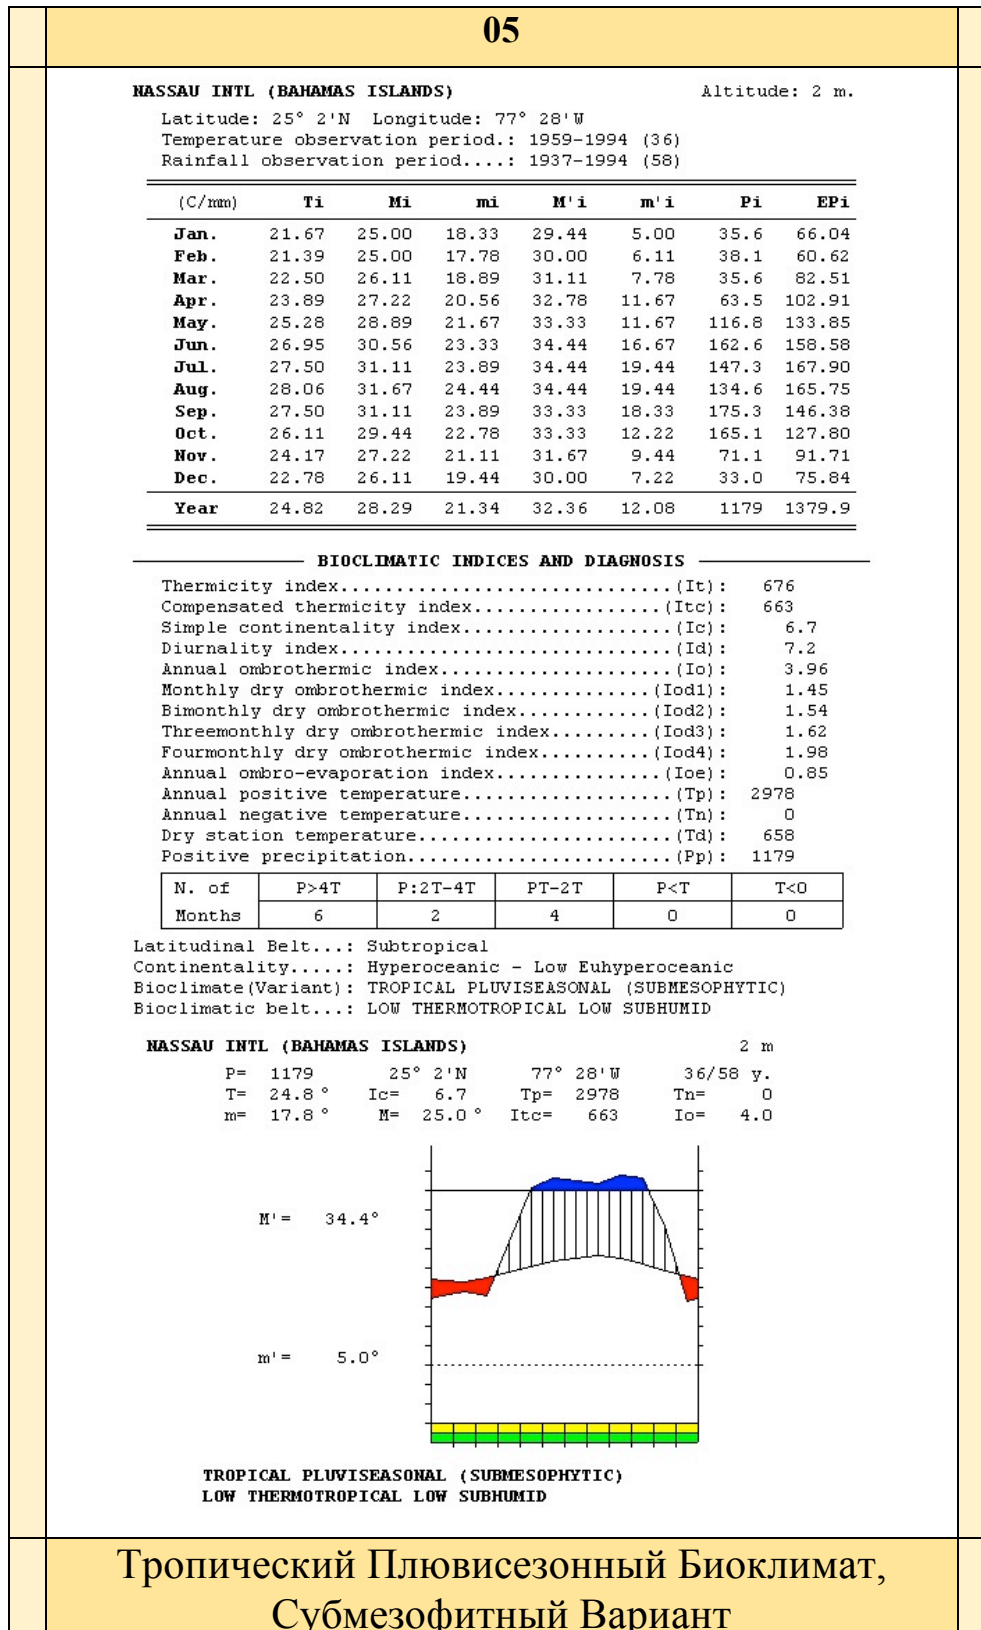 05
NASSAU INTL (BAHAMAS ISLANDS) Altitude: 2 m.
Latitude: 25° 2'N Longitude: 77° 28'W
Temperature observation period.: 1959-1994 (36)
Rainfall observation period....: 1937-1994 (58)
(C/mm) Ti Mi mi M'i m'i Pi EPi
Jan. 21.67 25.00 18.33 29.44 5.00 35.6 66.04
Feb. 21.39 25.00 17.78 30.00 6.11 38.1 60.62
Mar. 22.50 26.11 18.89 31.11 7.78 35.6 82.51
Apr. 23.89 27.22 20.56 32.78 11.67 63.5 102.91
May. 25.28 28.89 21.67 33.33 11.67 116.8 133.85
Jun. 26.95 30.56 23.33 34.44 16.67 162.6 158.58
Jul. 27.50 31.11 23.89 34.44 19.44 147.3 167.90
Aug. 28.06 31.67 24.44 34.44 19.44 134.6 165.75
Sep. 27.50 31.11 23.89 33.33 18.33 175.3 146.38
Oct. 26.11 29.44 22.78 33.33 12.22 165.1 127.80
Nov. 24.17 27.22 21.11 31.67 9.44 71.1 91.71
Dec. 22.78 26.11 19.44 30.00 7.22 33.0 75.84
Year 24.82 28.29 21.34 32.36 12.08 1179 1379.9
BIOCLIMATIC INDICES AND DIAGNOSIS
Thermicity index...............................(It): 676
Compensated thermicity index..................(Itc): 663
Simple continentality index....................(Ic): 6.7
Diurnality index...............................(Id): 7.2
Annual ombrothermic index......................(Io): 3.96
Monthly dry ombrothermic index...............(Iod1): 1.45
Bimonthly dry ombrothermic index.............(Iod2): 1.54
Threemonthly dry ombrothermic index..........(Iod3): 1.62
Fourmonthly dry ombrothermic index...........(Iod4): 1.98
Annual ombro-evaporation index................(Ioe): 0.85
Annual positive temperature....................(Tp): 2978
Annual negative temperature....................(Tn): 0
Dry station temperature........................(Td): 658
Positive precipitation.........................(Pp): 1179
N. of P>4T P:2T-4T PT-2T P<T T<0
Months 6 2 4 0 0
Latitudinal Belt...: Subtropical
Continentality.....: Hyperoceanic - Low Euhyperoceanic
Bioclimate(Variant): TROPICAL PLUVISEASONAL (SUBMESOPHYTIC)
Bioclimatic belt...: LOW THERMOTROPICAL LOW SUBHUMID
NASSAU INTL (BAHAMAS ISLANDS) 2 m
P= 1179 25° 2'N 77° 28'W 36/58 y.
T= 24.8° Ic= 6.7 Tp= 2978 Tn= 0
m= 17.8° M= 25.0° Itc= 663 Io= 4.0
M'= 34.4°
m'= 5.0°
TROPICAL PLUVISEASONAL (SUBMESOPHYTIC)
LOW THERMOTROPICAL LOW SUBHUMID
Тропический Плювисезонный Биоклимат,
Субмезофитный Вариант